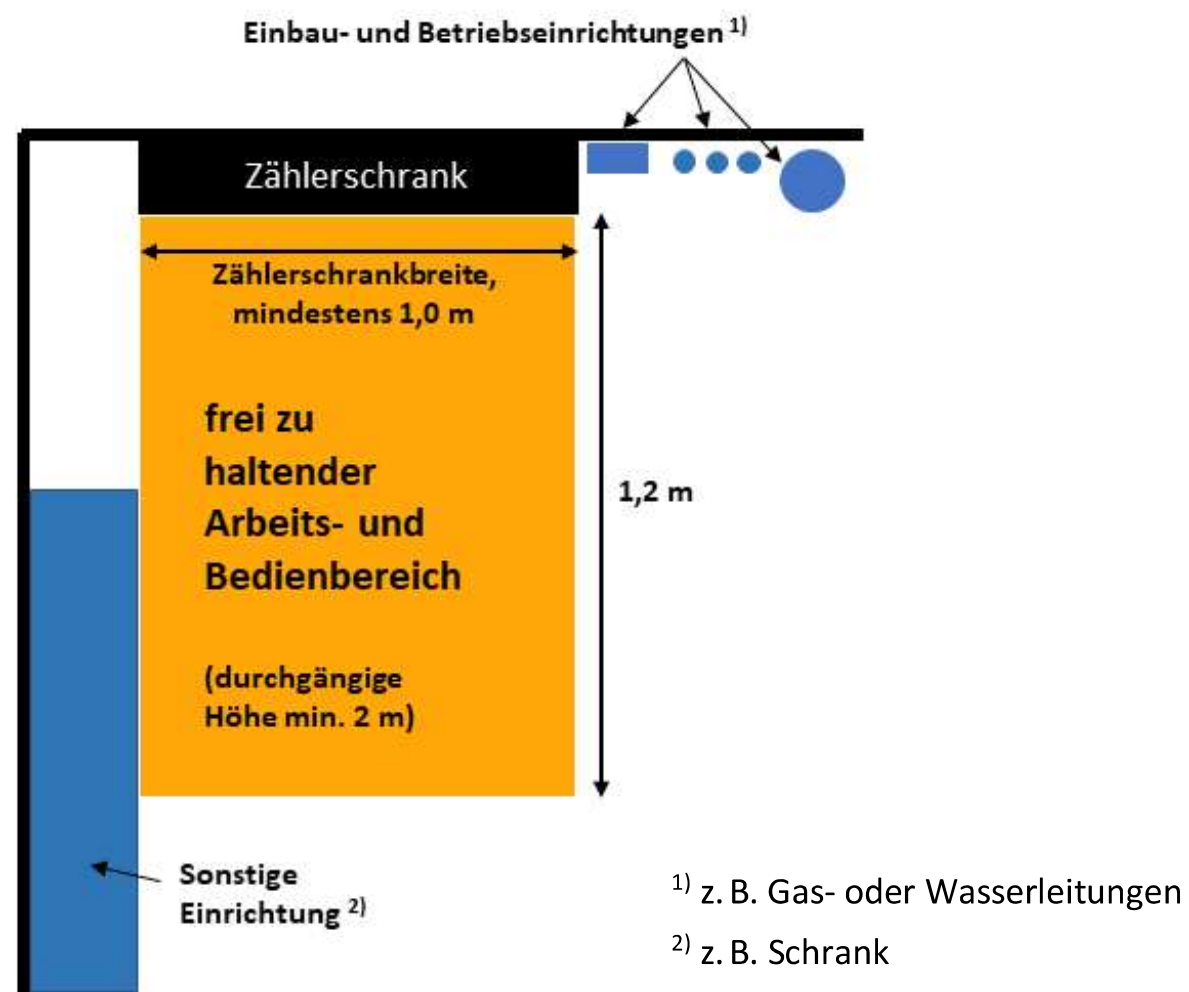 Einbau- und Betriebseinrichtungen 1)
Zählerschrank
Zählerschrankbreite,
mindestens 1,0 m
frei zu
haltender
Arbeits- und
Bedienbereich
1,2 m
(durchgängige
Höhe min. 2 m)
Sonstige
Einrichtung 2)
1) z. B. Gas- oder Wasserleitungen
2) z. B. Schrank